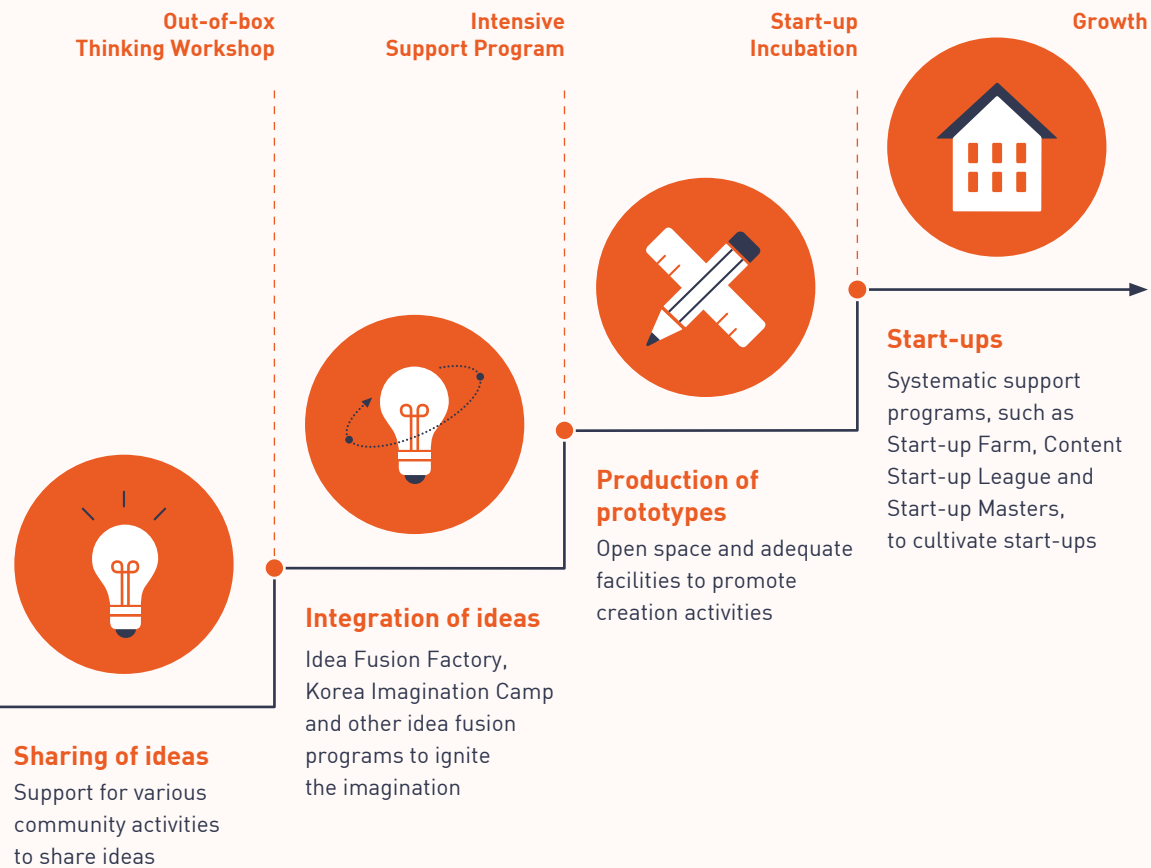 Out-of-box
Thinking Workshop
Intensive
Support Program
Start-up
Incubation
Growth
Sharing of ideas
Support for various
community activities
to share ideas
Integration of ideas
Idea Fusion Factory,
Korea Imagination Camp
and other idea fusion
programs to ignite
the imagination
Production of
prototypes
Open space and adequate
facilities to promote
creation activities
Start-ups
Systematic support
programs, such as
Start-up Farm, Content
Start-up League and
Start-up Masters,
to cultivate start-ups